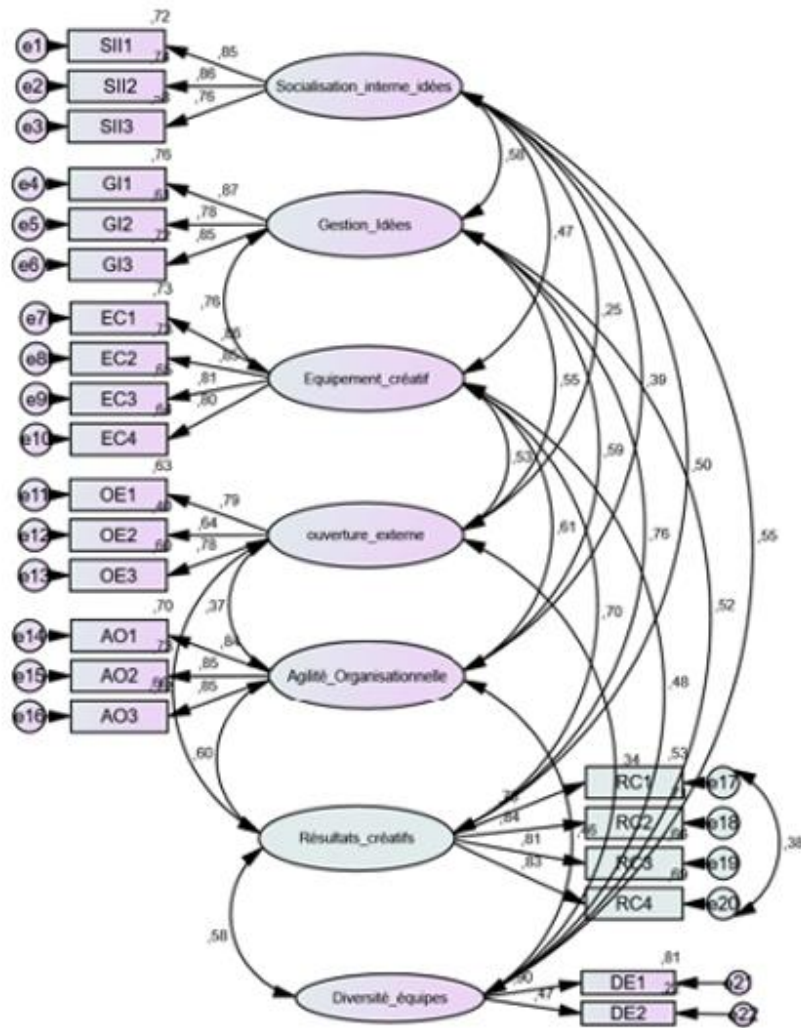 ,72
e1 SII1 ,85
e2 SII2 ,86
e3 SII3 ,76
Socialisation_interne_idées
,58
,76
e4 GI1 ,87
e5 GI2 ,78
e6 GI3 ,85
Gestion_Idées
,47
,73
,76
,25
e7 EC1
e8 EC2
e9 EC3 ,81
e10 EC4 ,80
Equipement_créatif
,55
,39
,63
,53
,59
,50
e11 OE1 ,79
e12 OE2 ,64
e13 OE3 ,78
ouverture_externe
,61
,76
,55
,70
,37
,70
,52
e14 AO1 ,84
e15 AO2 ,85
e16 AO3 ,85
Agilité_Organisationnelle
,48
,60
,53
,34
RC1 e17
,84 RC2 e18
,81 RC3 e19
,83 RC4 e20
Résultats_créatifs
,38
,69
,58
,81
DE1 e21
,47 DE2 e22
Diversité_équipes